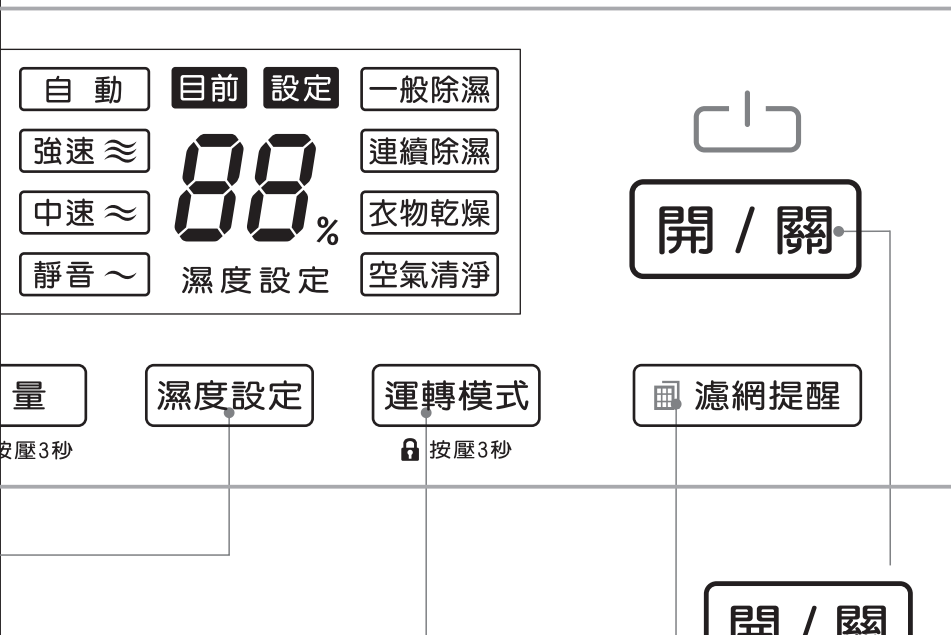 自動 目前 設定 一般除濕
強速 連續除濕
88%
中速 衣物乾燥
靜音 濕度設定 空氣清淨
開 / 關
量 濕度設定 運轉模式 濾網提醒
按壓3秒 按壓3秒
開 / 關